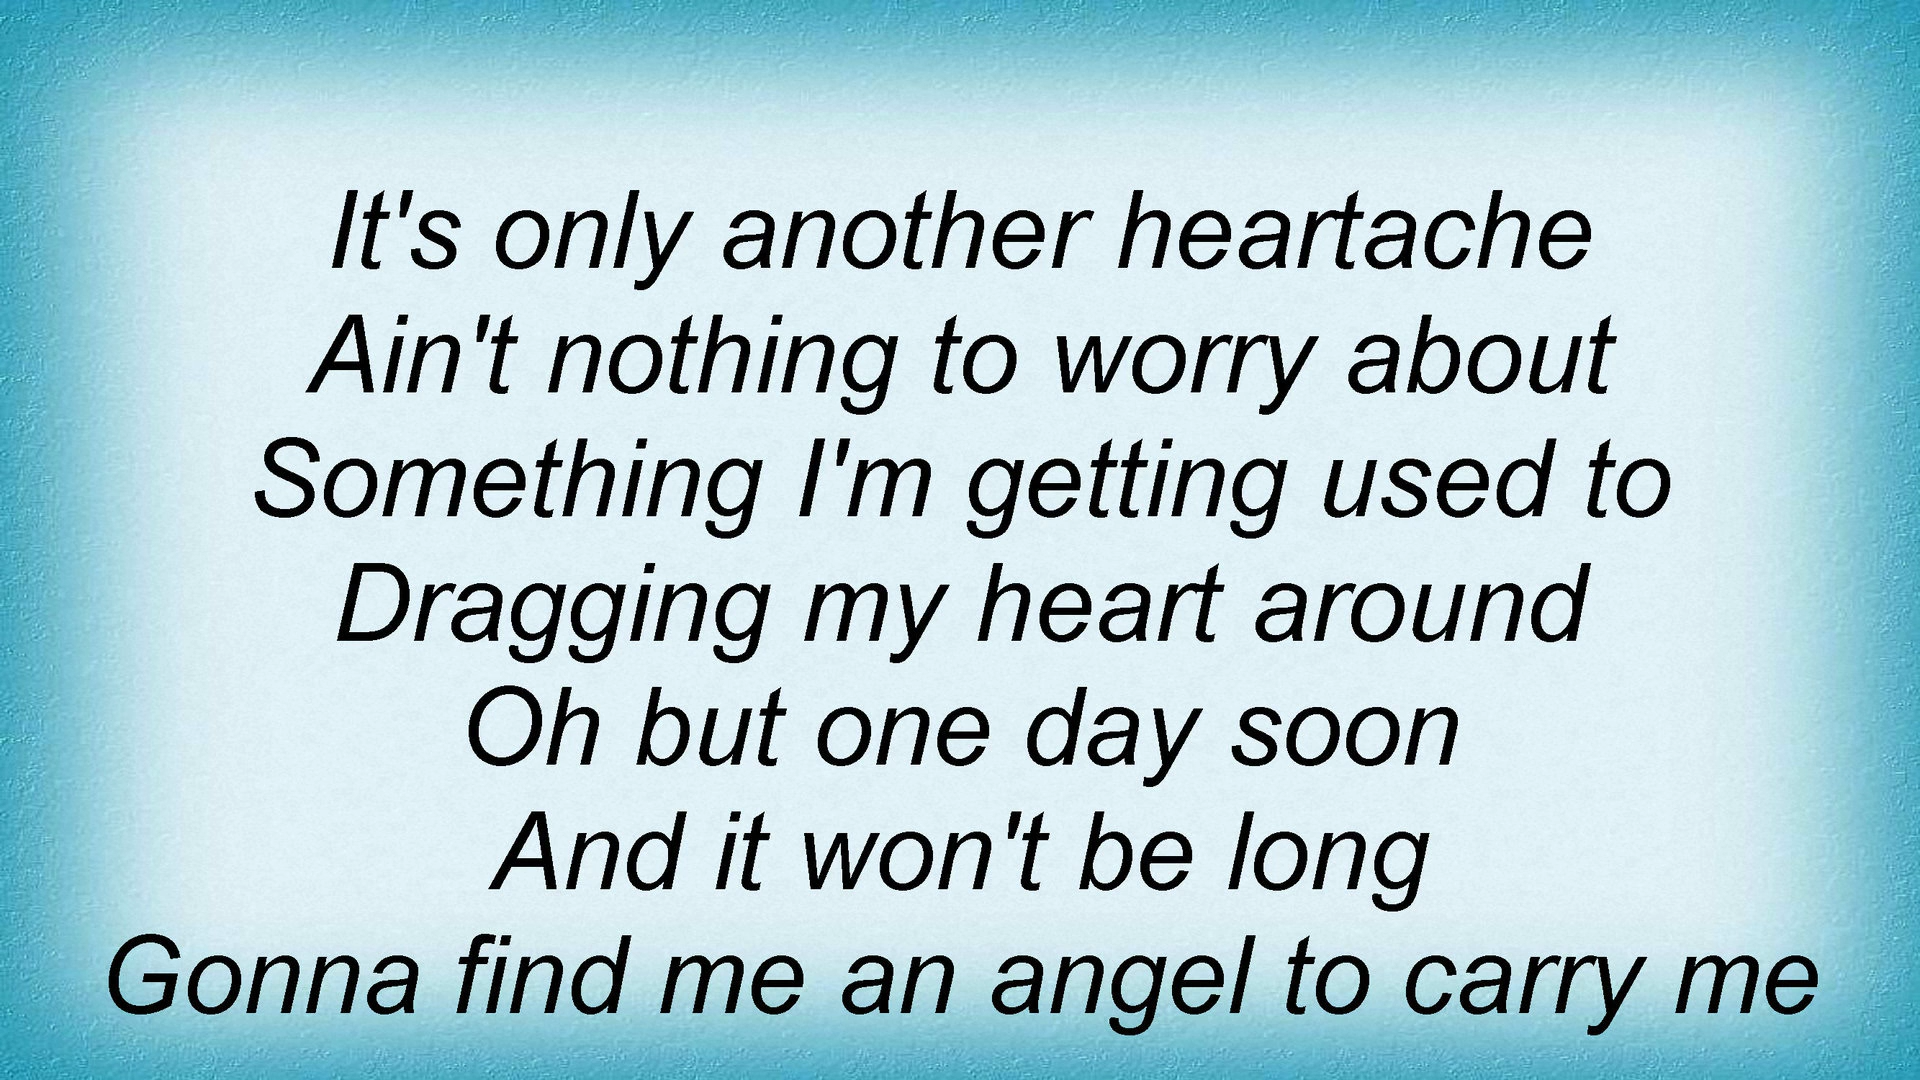 It's only another heartache
Ain't nothing to worry about
Something I'm getting used to
Dragging my heart around
Oh but one day soon
And it won't be long
Gonna find me an angel to carry me